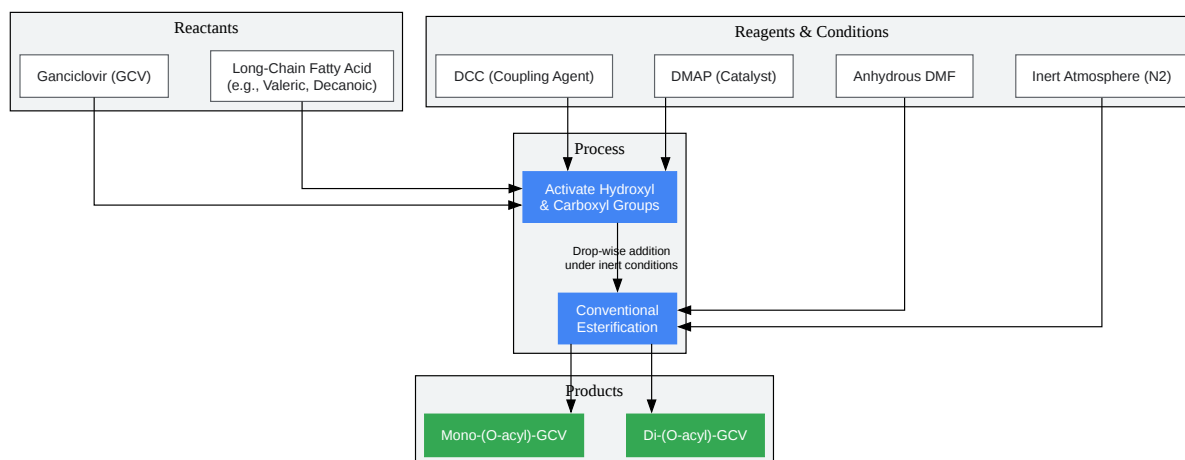 Reactants
Ganciclovir (GCV)
Long-Chain Fatty Acid
(e.g., Valeric, Decanoic)
Reagents & Conditions
DCC (Coupling Agent)
DMAP (Catalyst)
Anhydrous DMF
Inert Atmosphere (N2)
Process
Activate Hydroxyl
& Carboxyl Groups
Drop-wise addition
under inert conditions
Conventional
Esterification
Products
Mono-(O-acyl)-GCV
Di-(O-acyl)-GCV